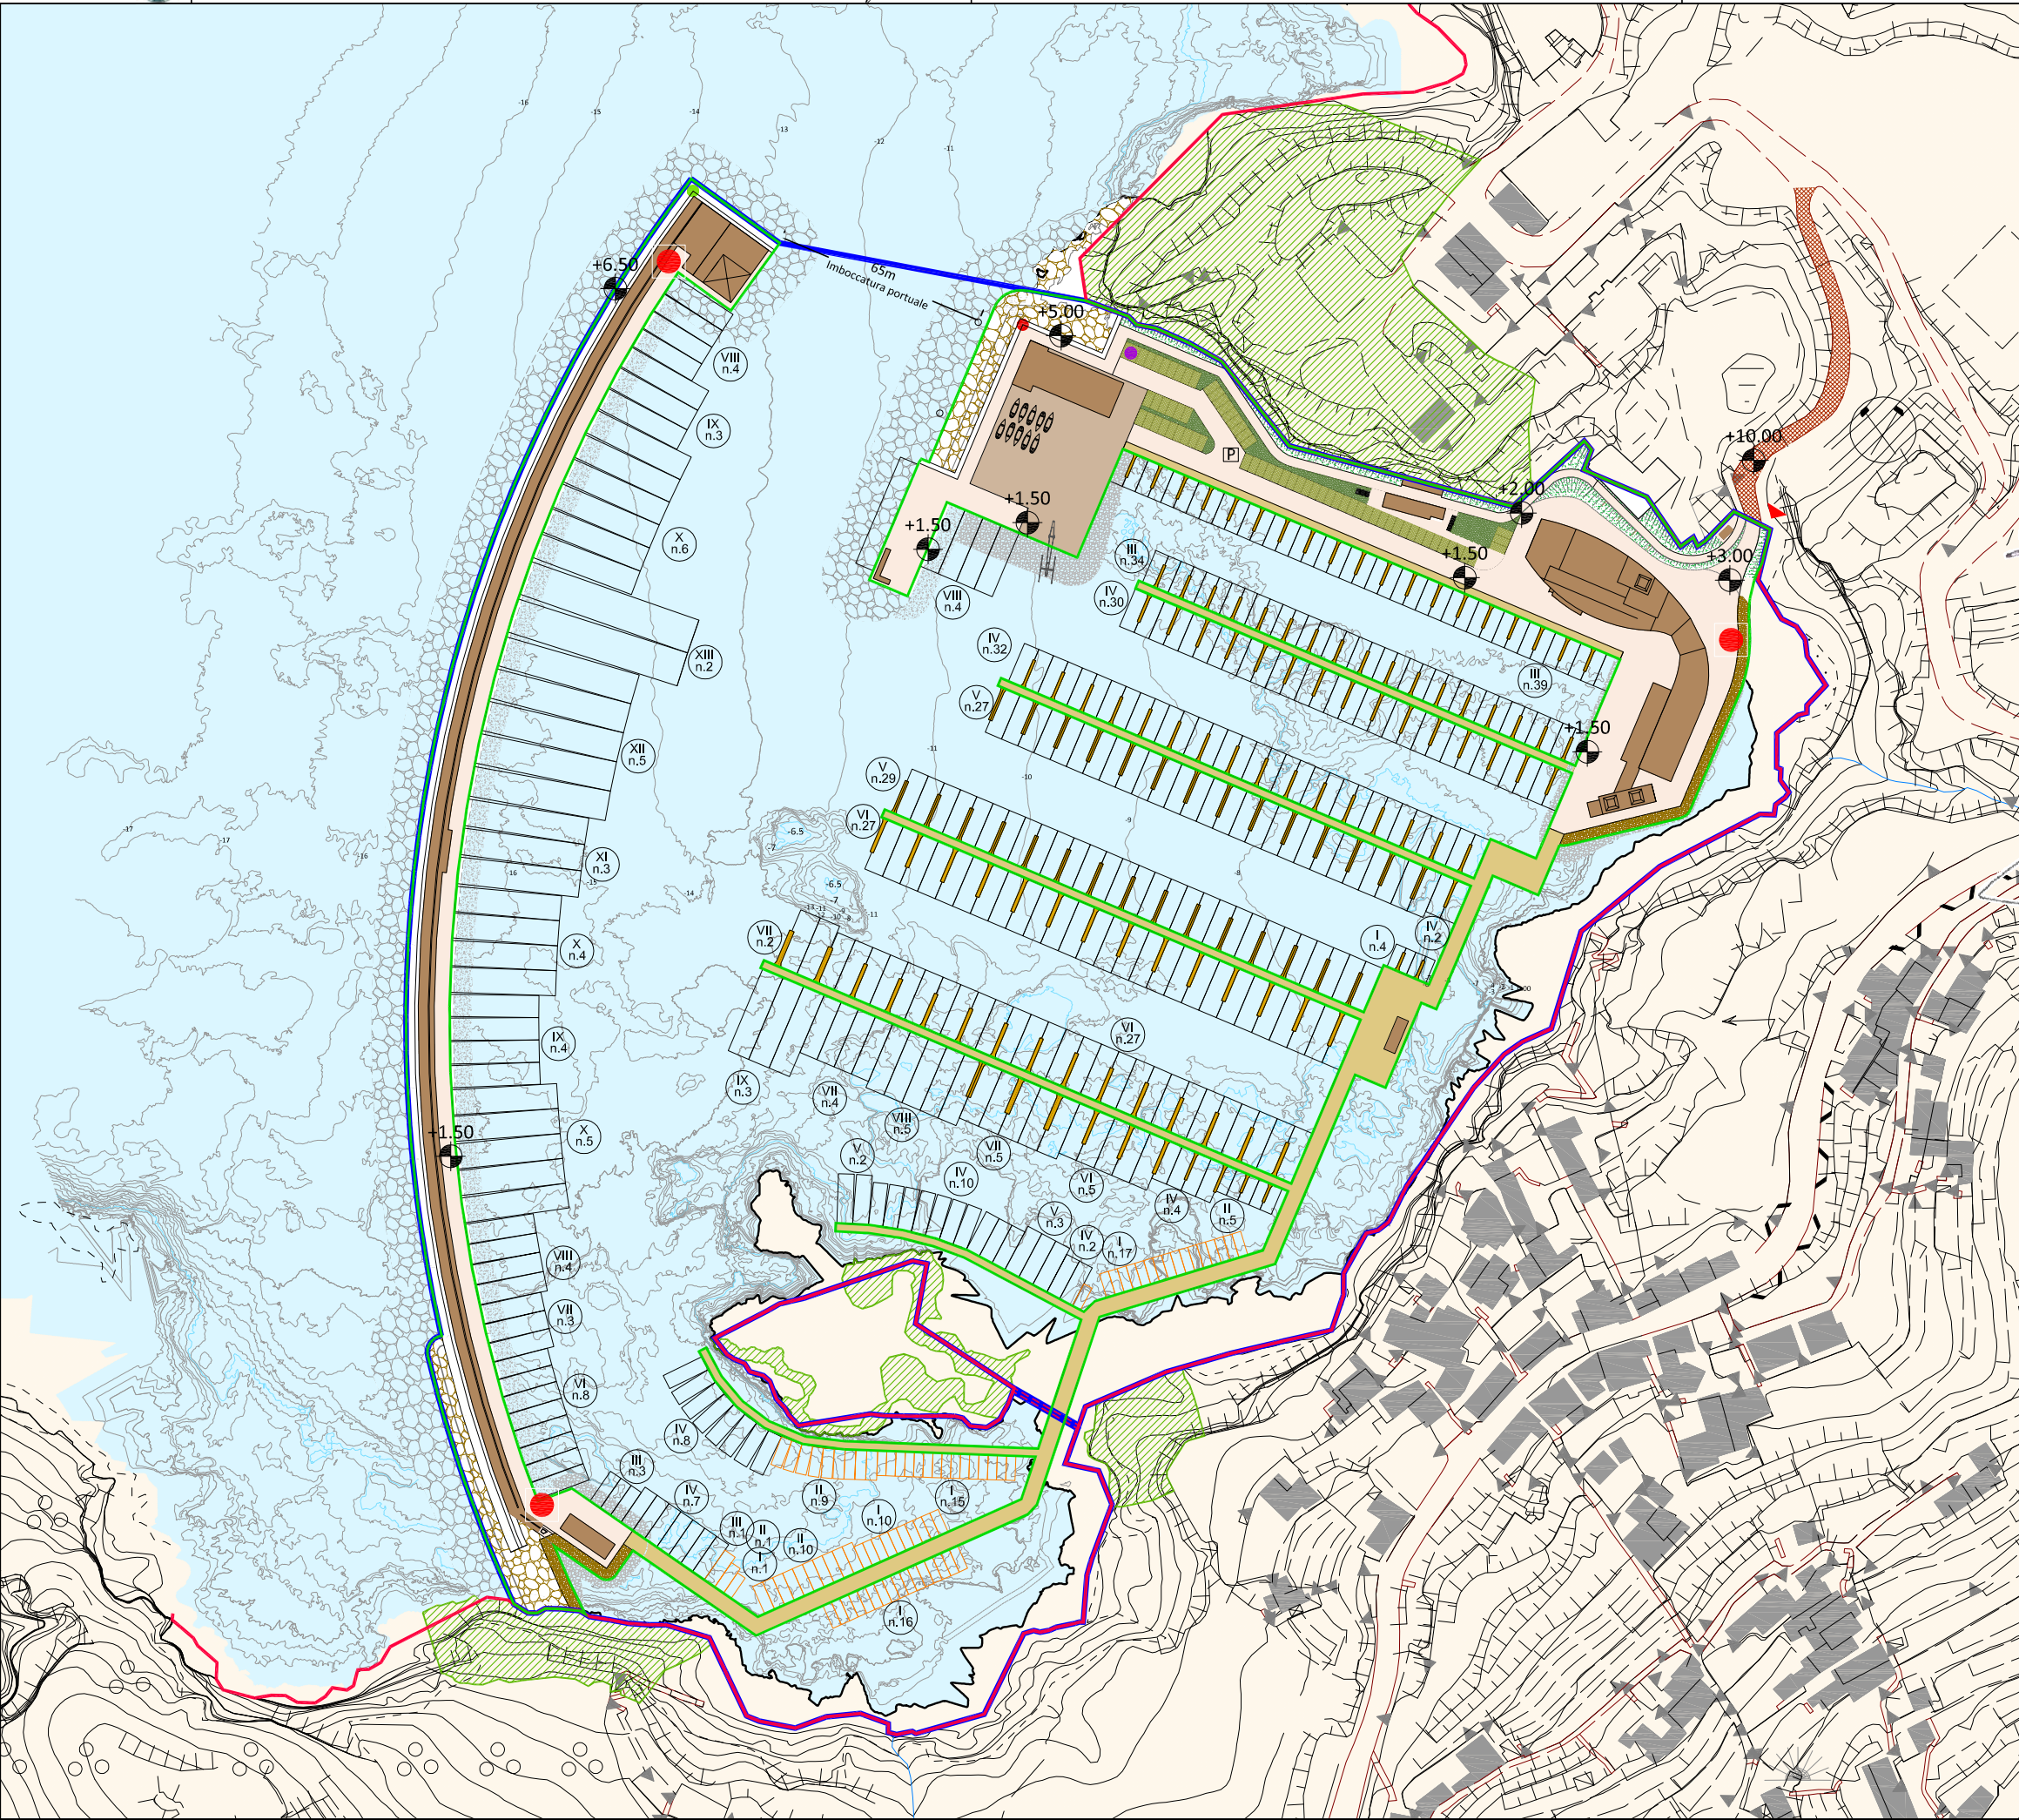 -16
-15
-14
-13
-12
-11
65m
Imboccatura portuale
+6.50
+5.00
VIII
n.4
IX
n.3
P
+10.00
+1.50
+2.00
+1.50
X
n.6
III
n.34
+1.50
+3.00
IV
n.30
VIII
n.4
IV
n.32
XIII
n.2
III
n.39
V
n.27
+1.50
XII
n.5
-11
V
n.29
-10
VI
n.27
-9
-6.5
-7
-17
-17
-16
XI
n.3
16
-15
-14
-8
-6.5
-7
-11
VII
n.2
I
n.4
IV
n.2
X
n.4
IX
n.4
VI
n.27
IX
n.3
VII
n.4
VIII
n.5
X
n.5
+1.50
V
n.2
VII
n.5
IV
n.10
VI
n.5
IV
n.4
II
n.5
V
n.3
IV
n.2
I
n.17
VIII
n.4
VII
n.3
VI
n.8
IV
n.8
III
n.3
IV
n.7
II
n.9
I
n.15
I
n.10
III
n.1
II
n.1
II
n.10
I
n.1
I
n.16